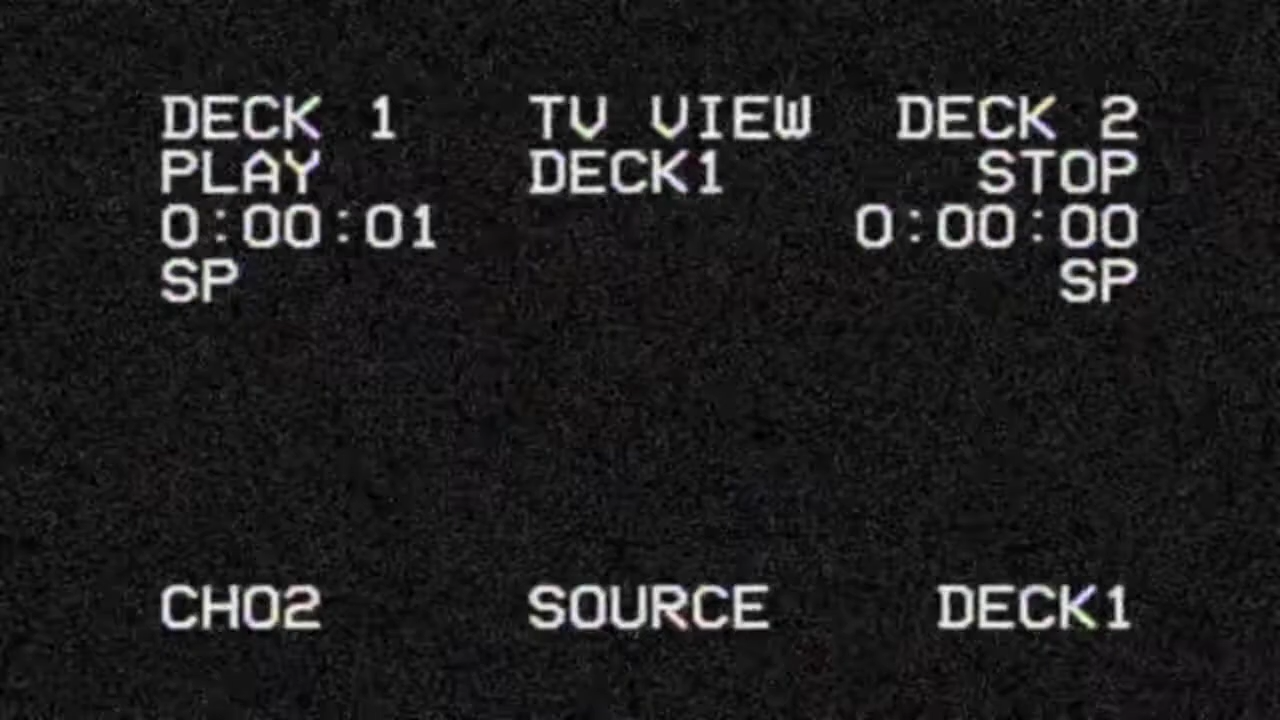 DECK 1 TV VIEW DECK 2
PLAY DECK1 STOP
0:00:01 0:00:00
SP SP
CH02 SOURCE DECK1